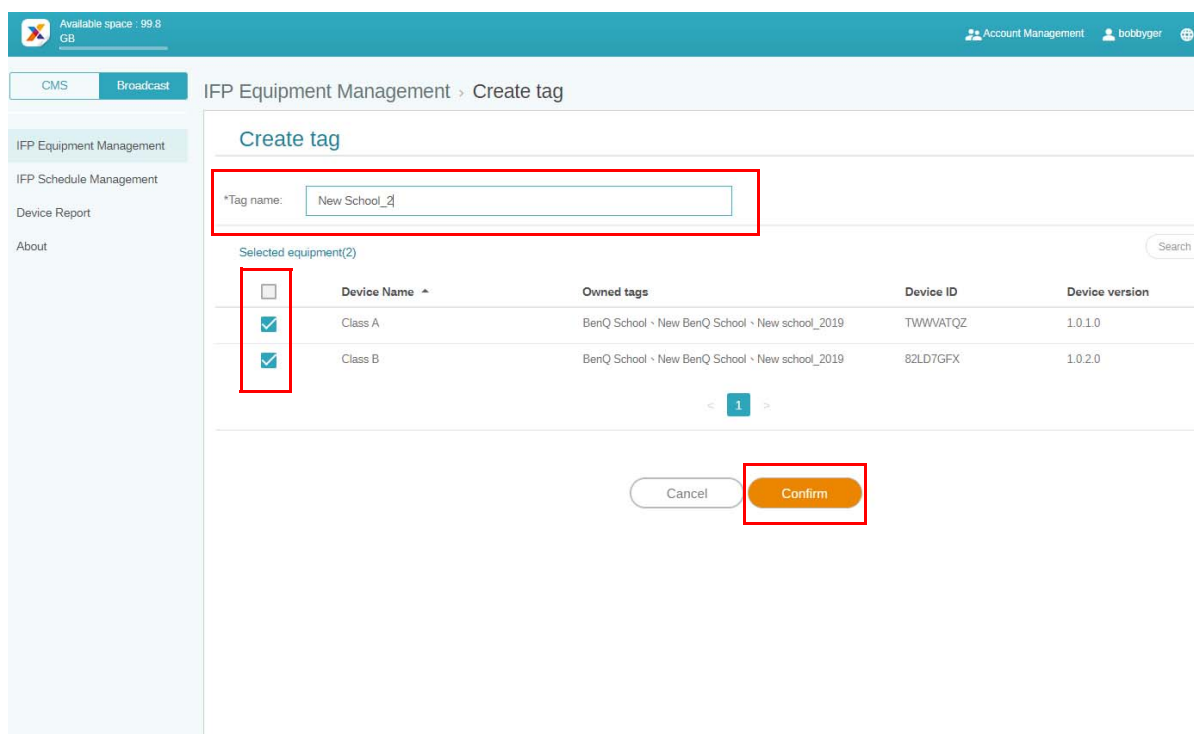 Available space : 99.8
GB
Account Management bobbyger
CMS Broadcast
IFP Equipment Management › Create tag
IFP Equipment Management
IFP Schedule Management
Device Report
About
Create tag
*Tag name: New School_2
Selected equipment(2) Search
Device Name Owned tags Device ID Device version
Class A BenQ School、New BenQ School、New school_2019 TWWVATQZ 1.0.1.0
Class B BenQ School、New BenQ School、New school_2019 82LD7GFX 1.0.2.0
< 1 >
Cancel Confirm